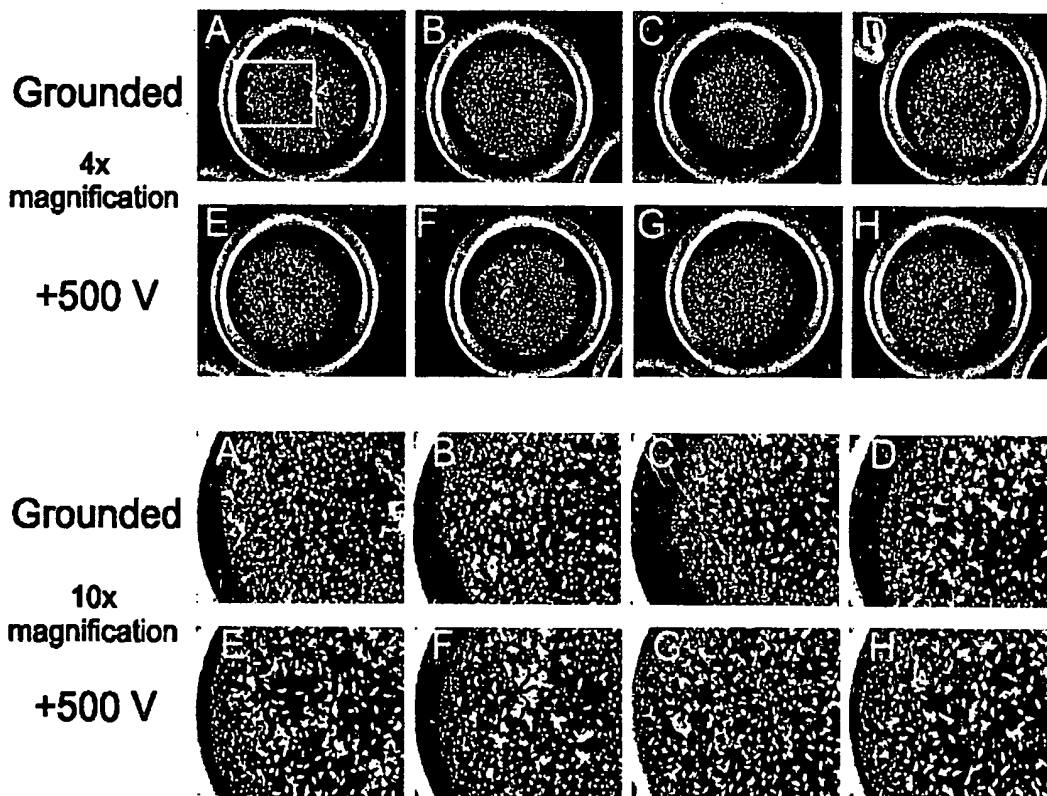 A B C D
Grounded
4x
magnification
E F G H
+500 V
A B C D
Grounded
10x
magnification
E F G H
+500 V